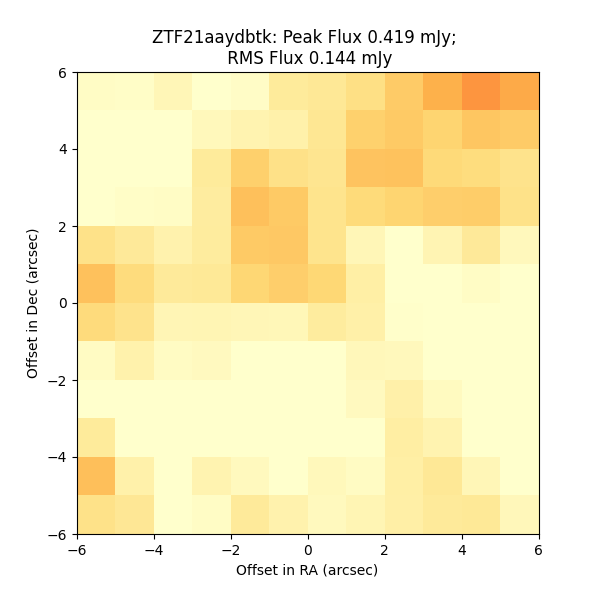 ZTF21aaydbtk: Peak Flux 0.419 mJy;
RMS Flux 0.144 mJy
6
4
2
0
−2
−4
−6
Offset in Dec (arcsec)
−6 −4 −2 0 2 4 6
Offset in RA (arcsec)